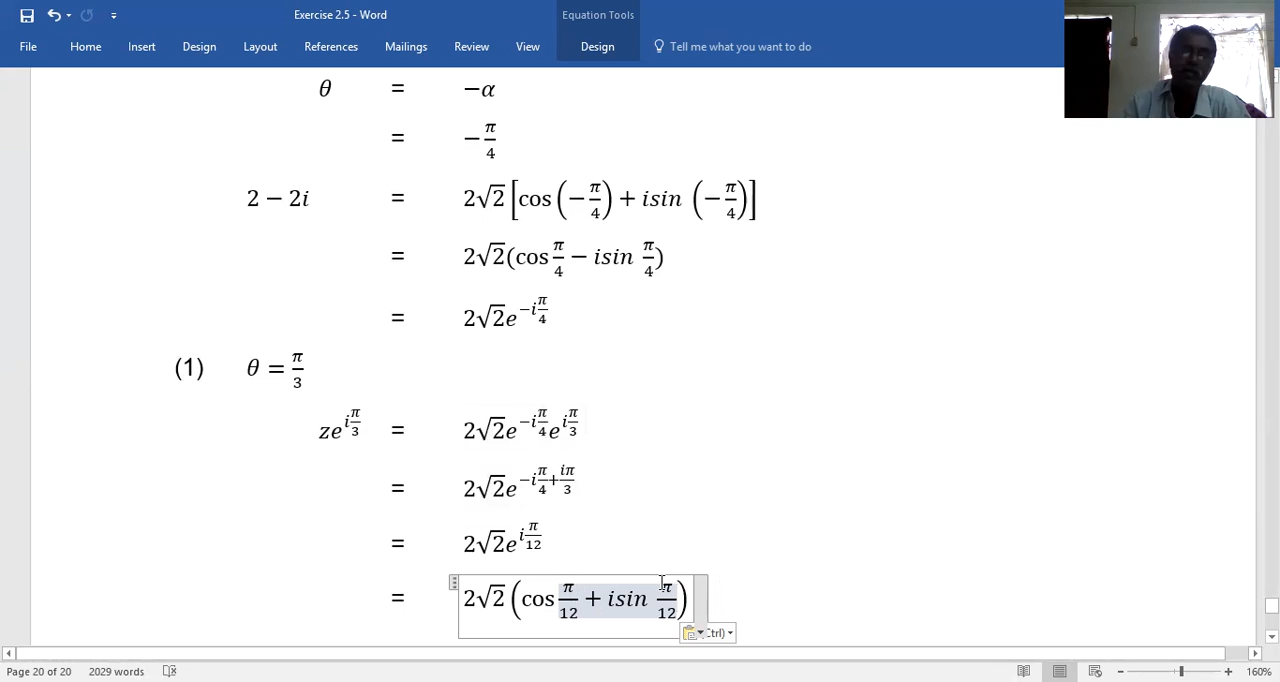 Exercise 2.5 - Word
Equation Tools
File Home Insert Design Layout References Mailings Review View Design Tell me what you want to do
θ = −α
= −π/4
2 − 2i = 2√2 [cos (−π/4) + isin (−π/4)]
= 2√2(cos π/4 − isin π/4)
= 2√2e^(−iπ/4)
(1) θ = π/3
ze^(iπ/3) = 2√2e^(−iπ/4)e^(iπ/3)
= 2√2e^(−iπ/4+iπ/3)
= 2√2e^(iπ/12)
= 2√2 (cos π/12 + isin π/12)
(Ctrl)
Page 20 of 20 2029 words 160%